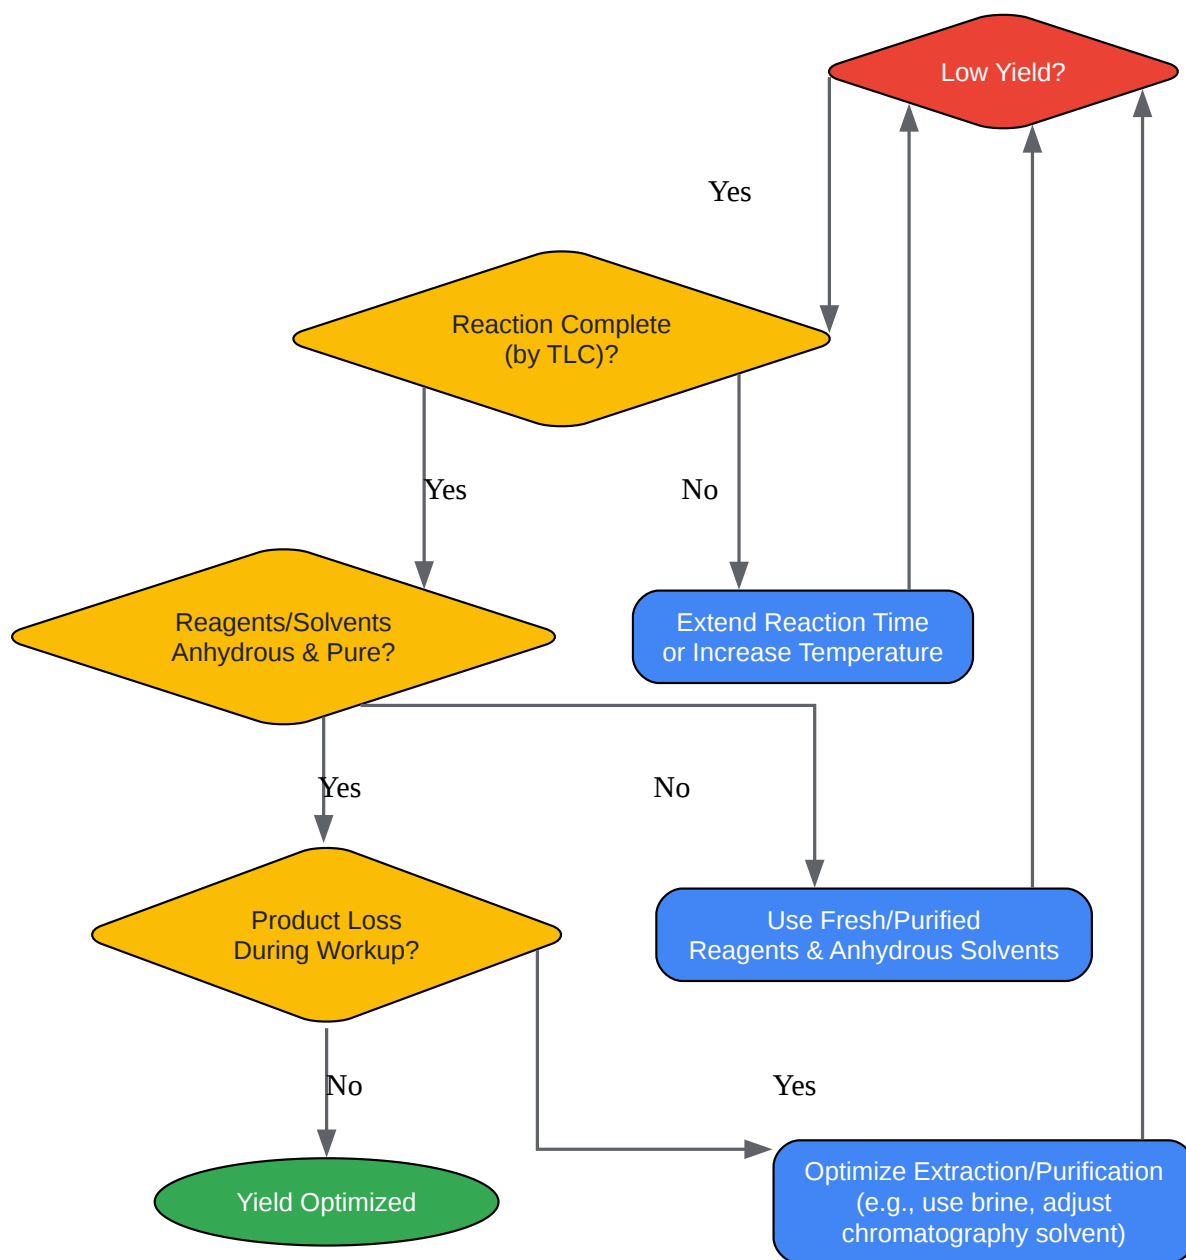 Low Yield?
Yes
Reaction Complete
(by TLC)?
Yes
No
Reagents/Solvents
Anhydrous & Pure?
Extend Reaction Time
or Increase Temperature
Yes
No
Product Loss
During Workup?
Use Fresh/Purified
Reagents & Anhydrous Solvents
No
Yes
Yield Optimized
Optimize Extraction/Purification
(e.g., use brine, adjust
chromatography solvent)